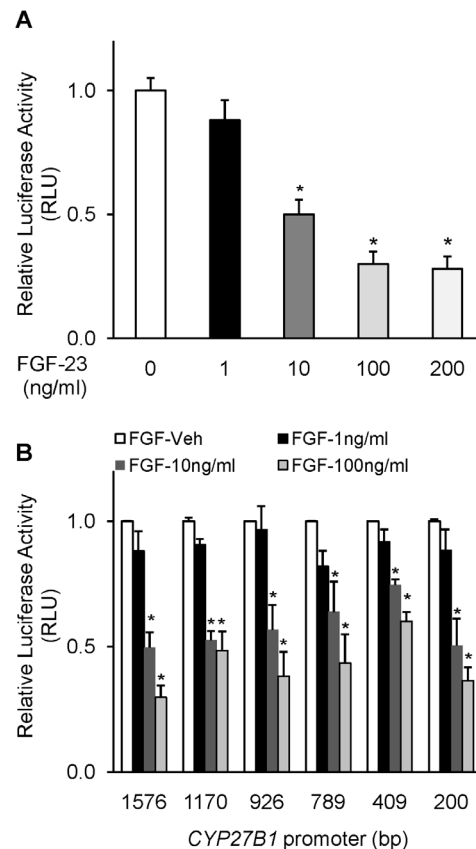 A
Relative Luciferase Activity
(RLU)
1.0
0.5
0.0
* * *
FGF-23
(ng/ml)
0 1 10 100 200
B
FGF-Veh FGF-1ng/ml
FGF-10ng/ml FGF-100ng/ml
Relative Luciferase Activity
(RLU)
1.0
0.5
0.0
* * * * * * * * * * * *
1576 1170 926 789 409 200
CYP27B1 promoter (bp)